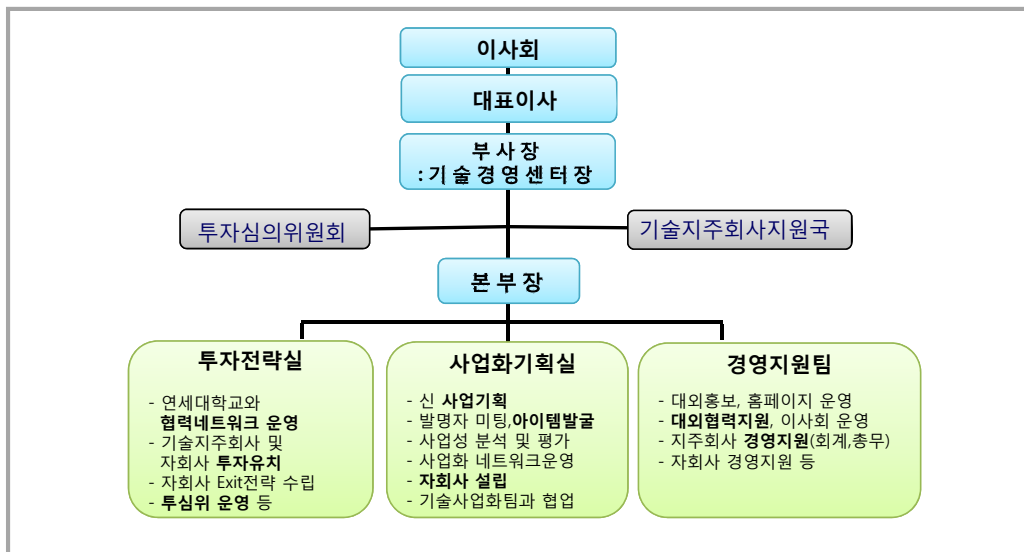 이사회
대표이사
부 사 장
: 기 술 경 영 센 터 장
투자심의위원회
기술지주회사지원국
본 부 장
투자전략실
- 연세대학교와
협력네트워크 운영
- 기술지주회사 및
자회사 투자유치
- 자회사 Exit전략 수립
- 투심위 운영 등
사업화기획실
- 신 사업기획
- 발명자 미팅,아이템발굴
- 사업성 분석 및 평가
- 사업화 네트워크운영
- 자회사 설립
- 기술사업화팀과 협업
경영지원팀
- 대외홍보, 홈페이지 운영
- 대외협력지원, 이사회 운영
- 지주회사 경영지원(회계,총무)
- 자회사 경영지원 등